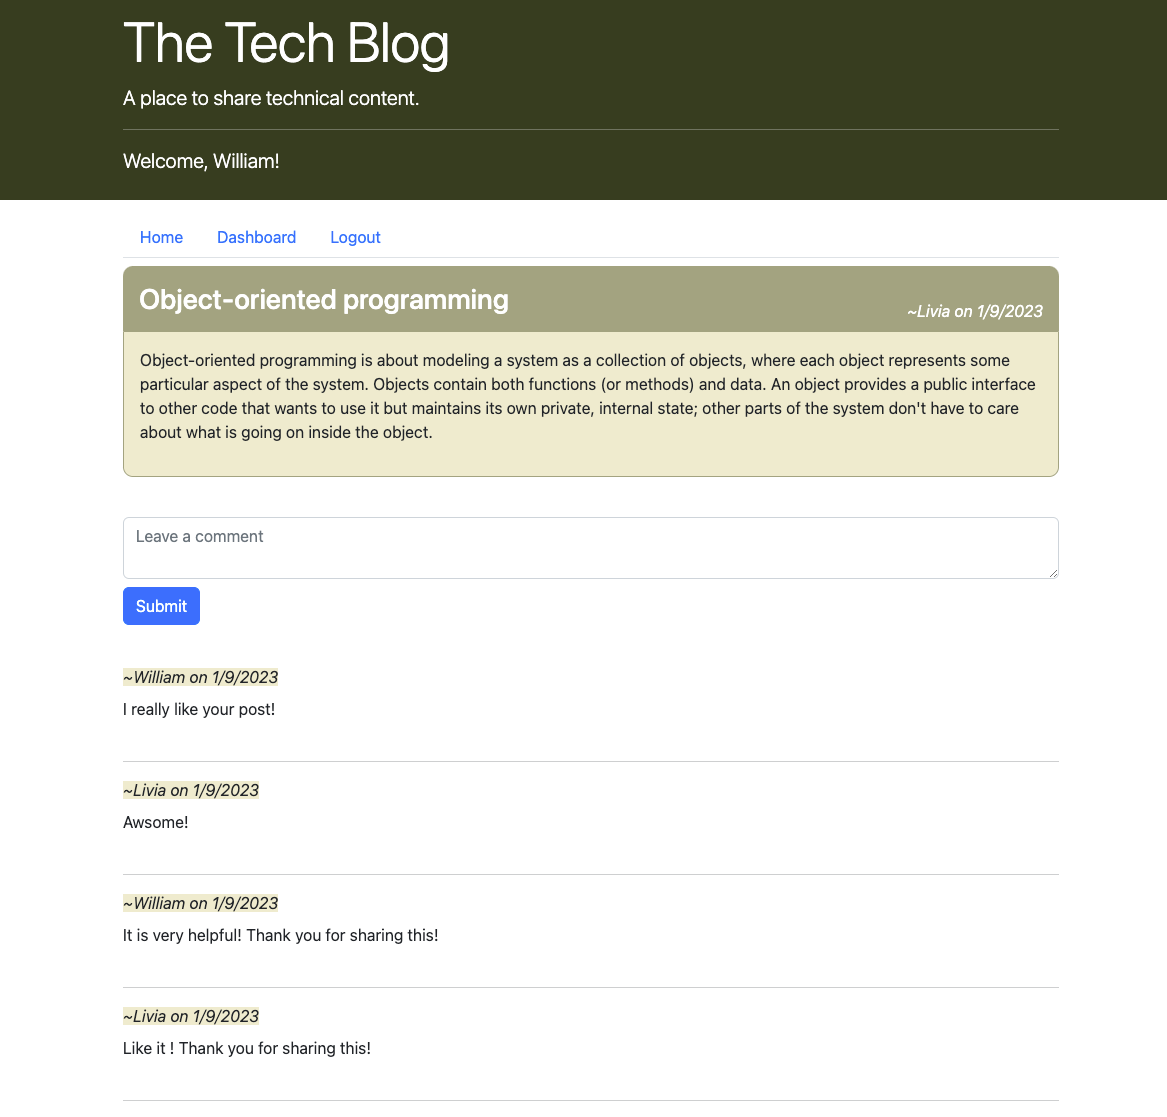 The Tech Blog
A place to share technical content.
Welcome, William!
Home Dashboard Logout
Object-oriented programming
~Livia on 1/9/2023
Object-oriented programming is about modeling a system as a collection of objects, where each object represents some
particular aspect of the system. Objects contain both functions (or methods) and data. An object provides a public interface
to other code that wants to use it but maintains its own private, internal state; other parts of the system don't have to care
about what is going on inside the object.
Leave a comment
Submit
~William on 1/9/2023
I really like your post!
~Livia on 1/9/2023
Awsome!
~William on 1/9/2023
It is very helpful! Thank you for sharing this!
~Livia on 1/9/2023
Like it ! Thank you for sharing this!